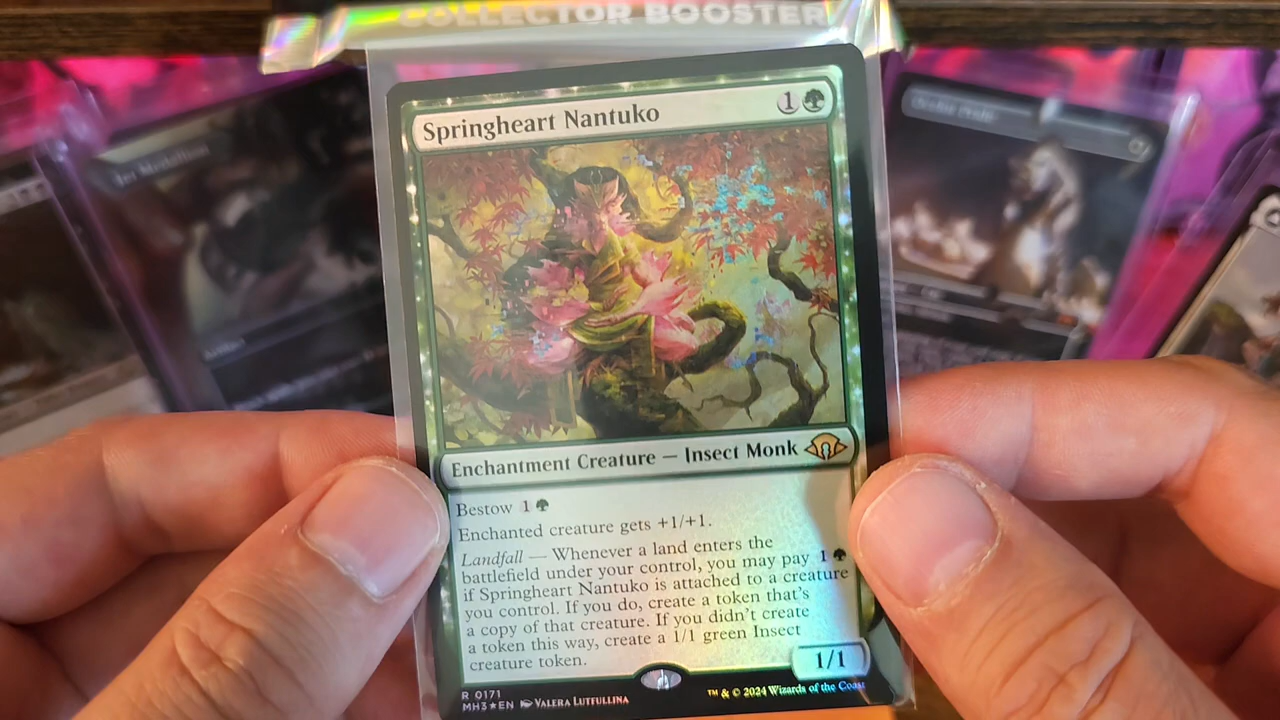 COLLECTOR BOOSTER
Springheart Nantuko 1
Jet Medallion
Enchantment Creature — Insect Monk
Bestow 1
Enchanted creature gets +1/+1.
Landfall — Whenever a land enters the
battlefield under your control, you may pay 1
if Springheart Nantuko is attached to a creature
you control. If you do, create a token that's
a copy of that creature. If you didn't create
a token this way, create a 1/1 green Insect
creature token.
1/1
R 0171
MH3★EN VALERA LUTFULLINA
™ & © 2024 Wizards of the Coast